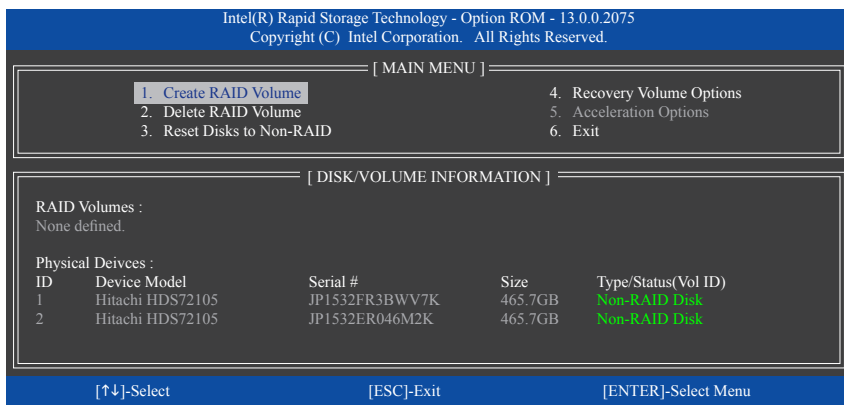 Intel(R) Rapid Storage Technology - Option ROM - 13.0.0.2075
Copyright (C) Intel Corporation. All Rights Reserved.
[ MAIN MENU ]
1. Create RAID Volume
2. Delete RAID Volume
3. Reset Disks to Non-RAID
4. Recovery Volume Options
5. Acceleration Options
6. Exit
[ DISK/VOLUME INFORMATION ]
RAID Volumes :
None defined.
Physical Deivces :
ID Device Model Serial # Size Type/Status(Vol ID)
1 Hitachi HDS72105 JP1532FR3BWV7K 465.7GB Non-RAID Disk
2 Hitachi HDS72105 JP1532ER046M2K 465.7GB Non-RAID Disk
[↑↓]-Select [ESC]-Exit [ENTER]-Select Menu